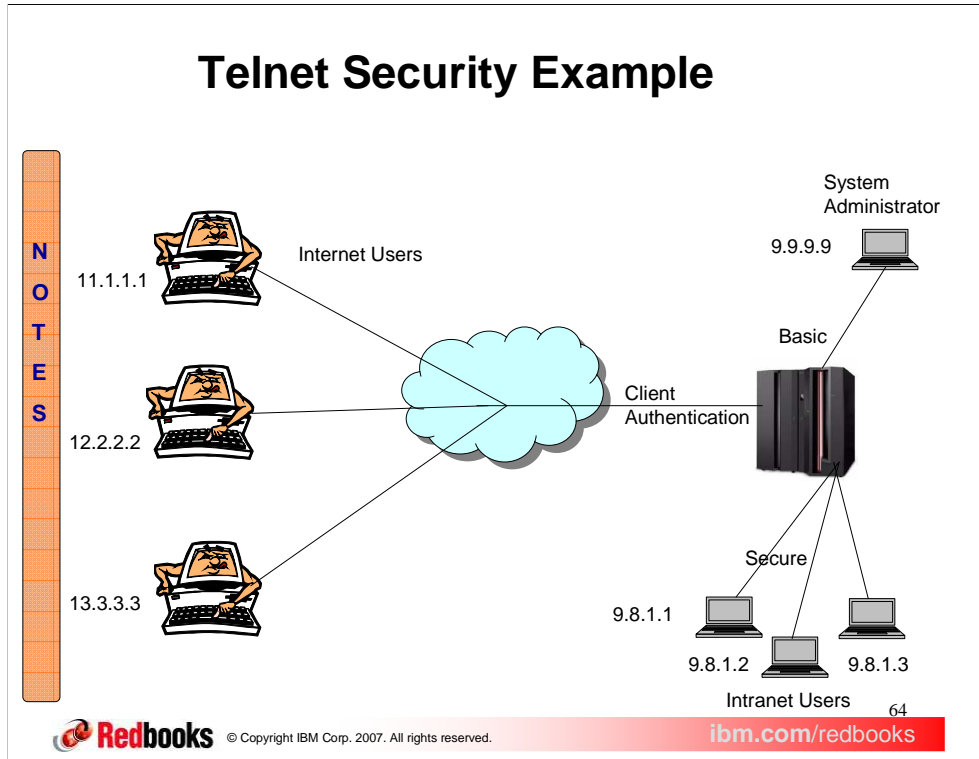 Telnet Security Example
N
O
T
E
S
System
Administrator
9.9.9.9
Internet Users
11.1.1.1
Basic
Client
Authentication
12.2.2.2
Secure
13.3.3.3
9.8.1.1
9.8.1.2
9.8.1.3
Intranet Users
64
Redbooks
© Copyright IBM Corp. 2007. All rights reserved.
ibm.com/redbooks